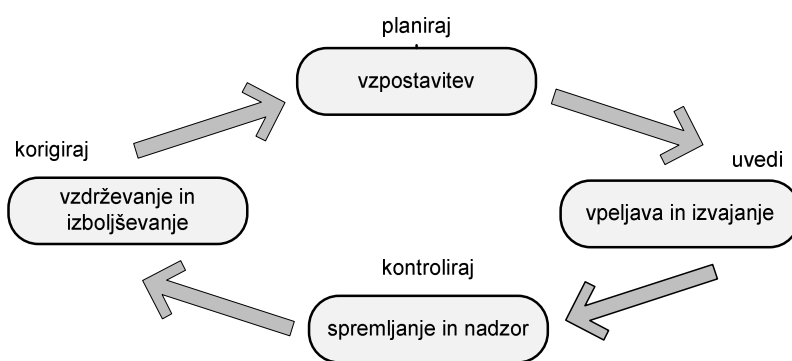 planiraj
vzpostavitev
korigiraj
uvedi
vzdrževanje in
izboljševanje
vpeljava in izvajanje
kontroliraj
spremljanje in nadzor